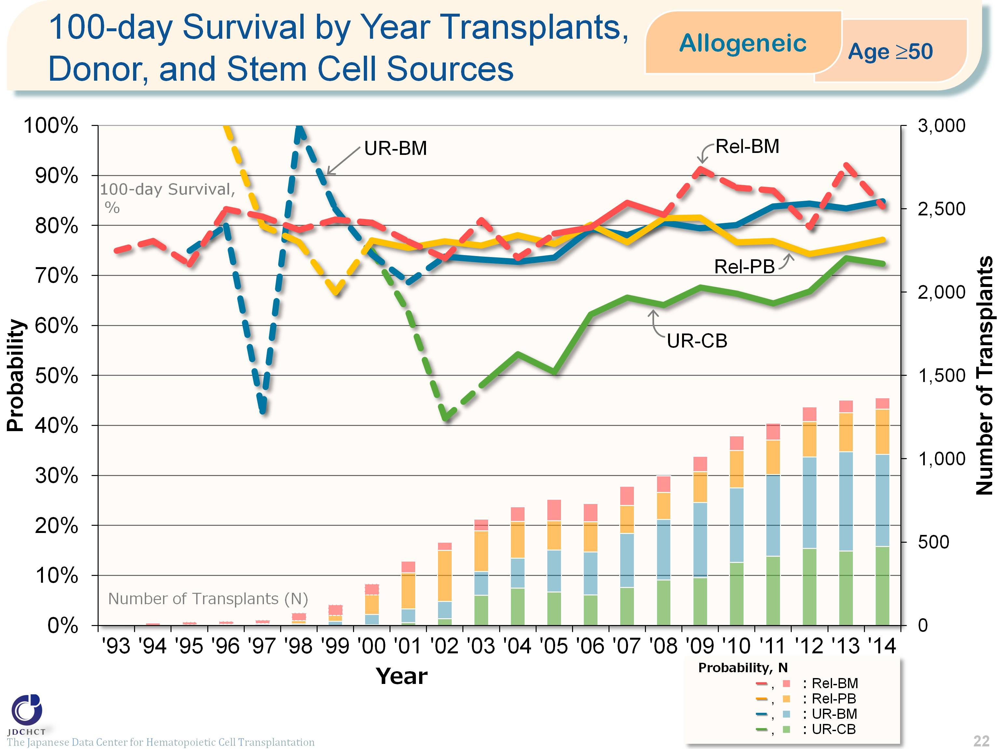 100-day Survival by Year Transplants,
Donor, and Stem Cell Sources
Allogeneic
Age ≥50
100%
90%
80%
70%
60%
50%
40%
30%
20%
10%
0%
Probability
100-day Survival,
%
UR-BM
Rel-BM
Rel-PB
UR-CB
Number of Transplants (N)
3,000
2,500
2,000
1,500
1,000
500
0
Number of Transplants
'93 '94 '95 '96 '97 '98 '99 '00 '01 '02 '03 '04 '05 '06 '07 '08 '09 '10 '11 '12 '13 '14
Year
Probability, N
, : Rel-BM
, : Rel-PB
, : UR-BM
, : UR-CB
JDCHCT
The Japanese Data Center for Hematopoietic Cell Transplantation
22